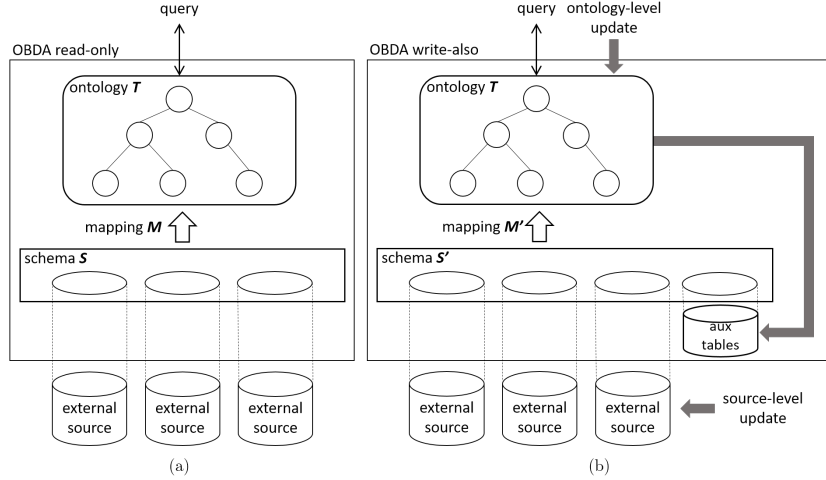 query
OBDA read-only
ontology T
mapping M
schema S
external
source
external
source
external
source
(a)
query
ontology-level
update
OBDA write-also
ontology T
mapping M'
schema S'
aux
tables
external
source
external
source
external
source
source-level
update
(b)